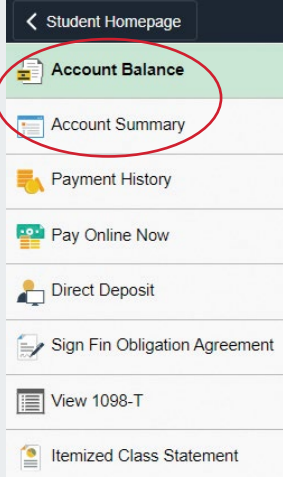 Student Homepage
Account Balance
Account Summary
Payment History
Pay Online Now
Direct Deposit
Sign Fin Obligation Agreement
View 1098-T
Itemized Class Statement